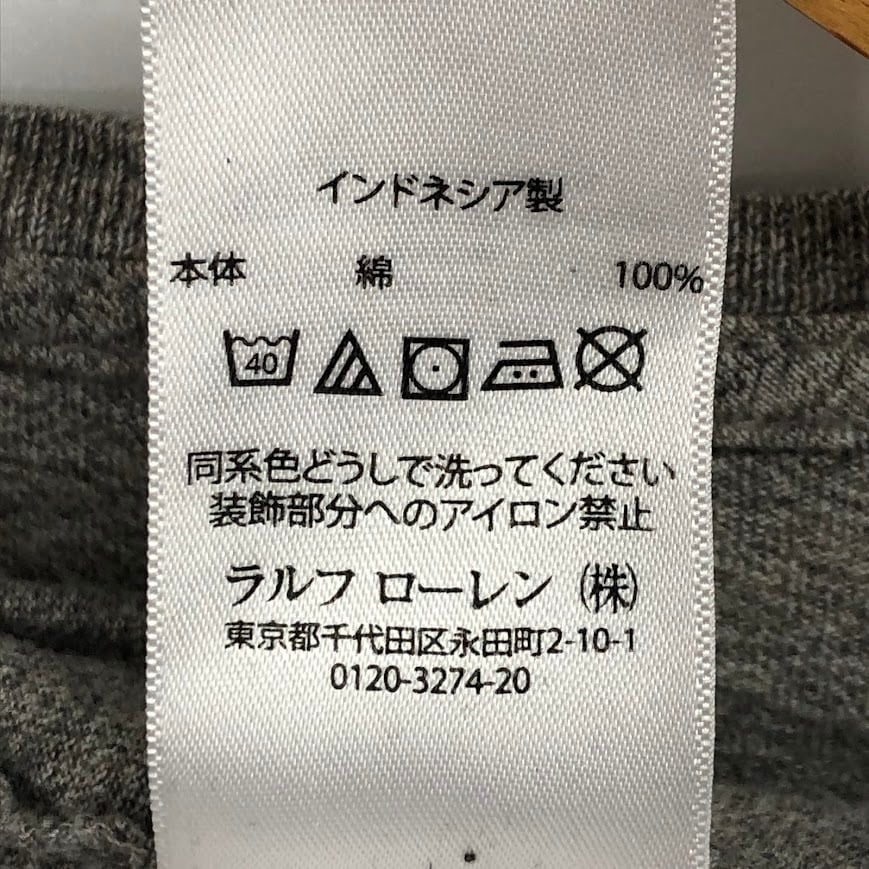 インドネシア製
本体 綿 100%
40
同系色どうしで洗ってください
装飾部分へのアイロン禁止
ラルフ ローレン (株)
東京都千代田区永田町2-10-1
0120-3274-20